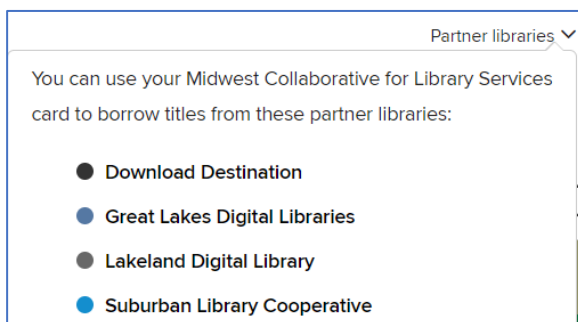 Partner libraries
You can use your Midwest Collaborative for Library Services
card to borrow titles from these partner libraries:
Download Destination
Great Lakes Digital Libraries
Lakeland Digital Library
Suburban Library Cooperative